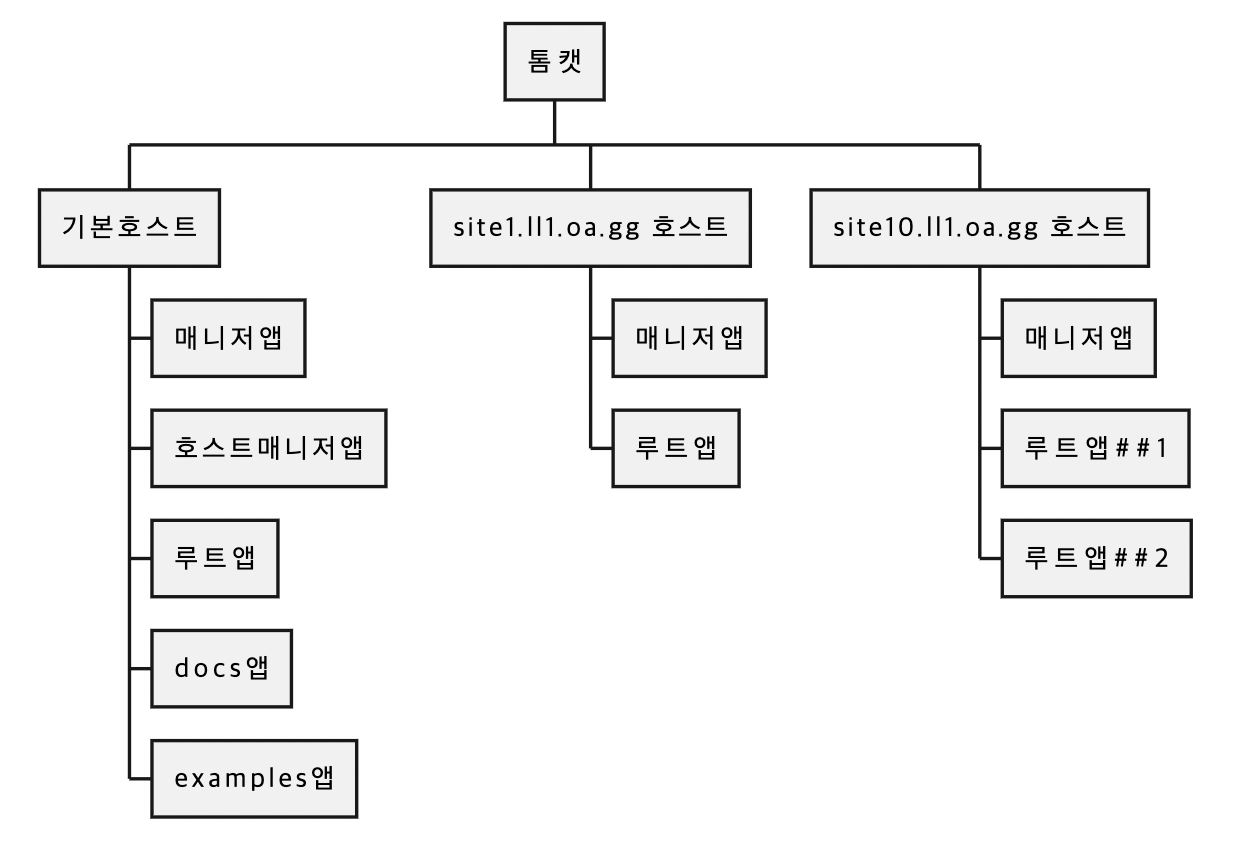 톰캣
기본호스트
매니저앱
호스트매니저앱
루트앱
docs앱
examples앱
site1.ll1.oa.gg 호스트
매니저앱
루트앱
site10.ll1.oa.gg 호스트
매니저앱
루트앱##1
루트앱##2